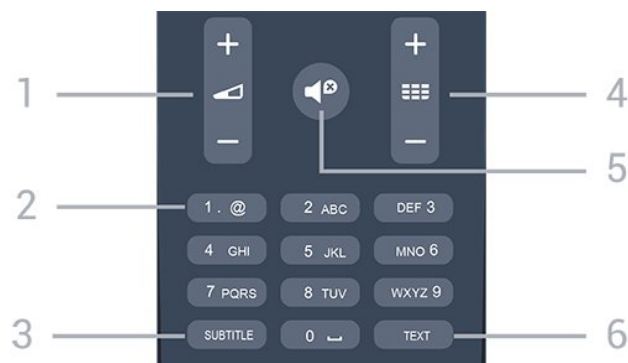 + +
1 4
5
− −
2 1 . @ 2 ABC DEF 3
4 GHI 5 JKL MNO 6
7 PQRS 8 TUV WXYZ 9
3 SUBTITLE 0 ⎵ TEXT 6